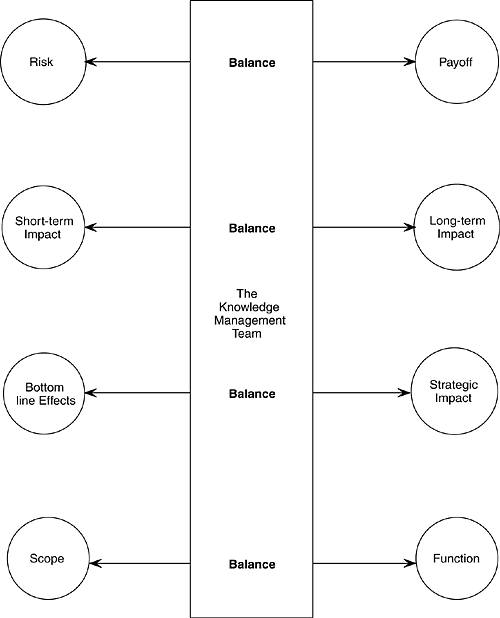 Risk
Balance
Payoff
Short-term
Impact
Balance
Long-term
Impact
The
Knowledge
Management
Team
Bottom
line Effects
Balance
Strategic
Impact
Scope
Balance
Function